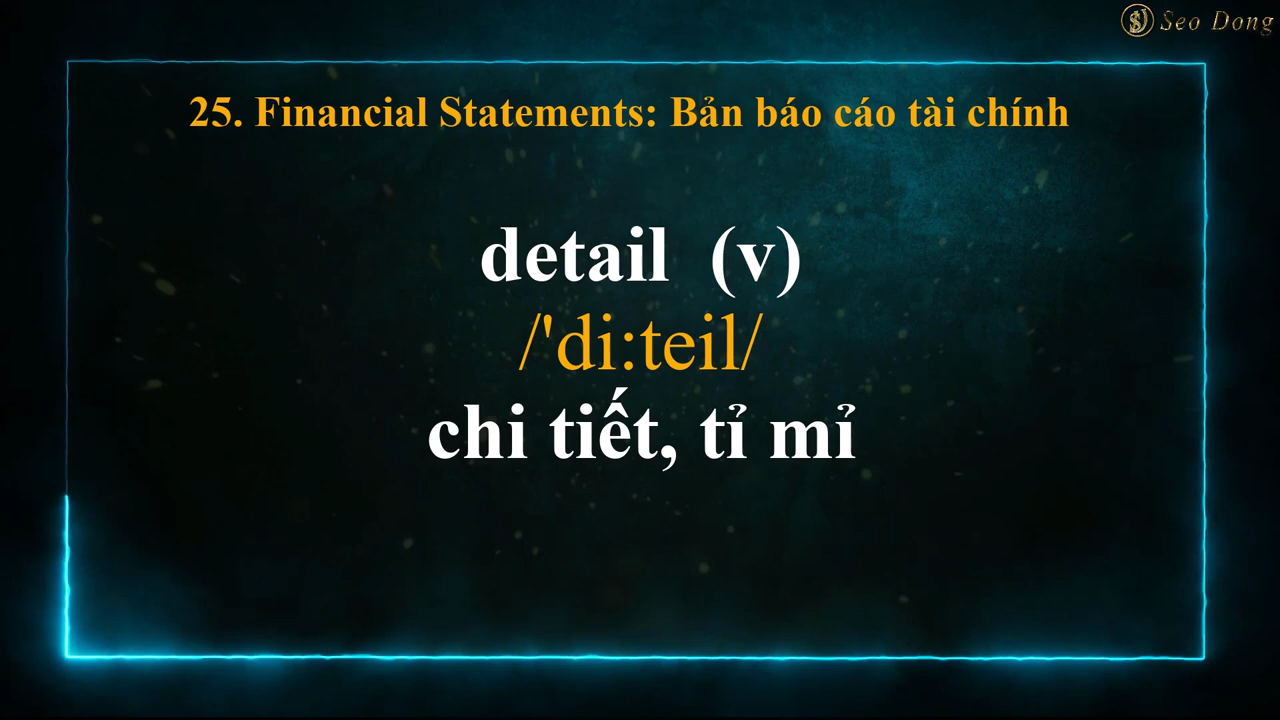 Seo Dong
25. Financial Statements: Bản báo cáo tài chính
detail (v)
/'di:teil/
chi tiết, tỉ mỉ